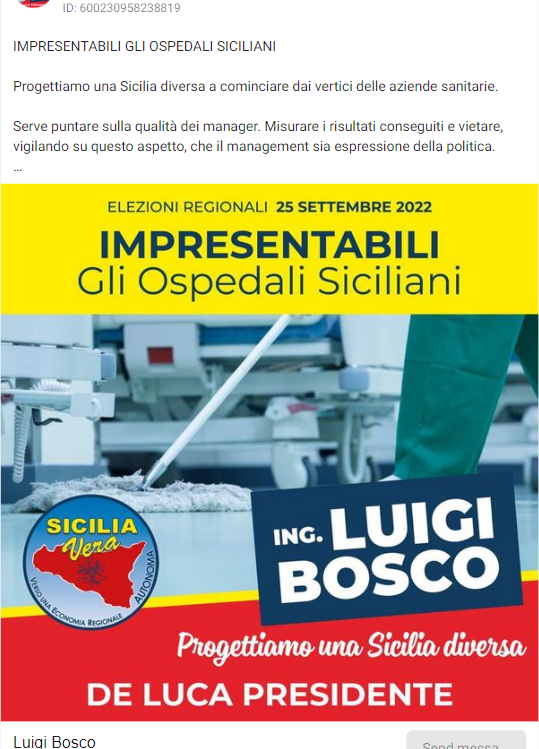 ID: 600230958238819
IMPRESENTABILI GLI OSPEDALI SICILIANI
Progettiamo una Sicilia diversa a cominciare dai vertici delle aziende sanitarie.
Serve puntare sulla qualità dei manager. Misurare i risultati conseguiti e vietare,
vigilando su questo aspetto, che il management sia espressione della politica.
...
ELEZIONI REGIONALI 25 SETTEMBRE 2022
IMPRESENTABILI
Gli Ospedali Siciliani
SICILIA
Vera
VERSO UNA ECONOMIA REGIONALE AUTONOMA
ING. LUIGI
BOSCO
Progettiamo una Sicilia diversa
DE LUCA PRESIDENTE
Luigi Bosco
Send messa